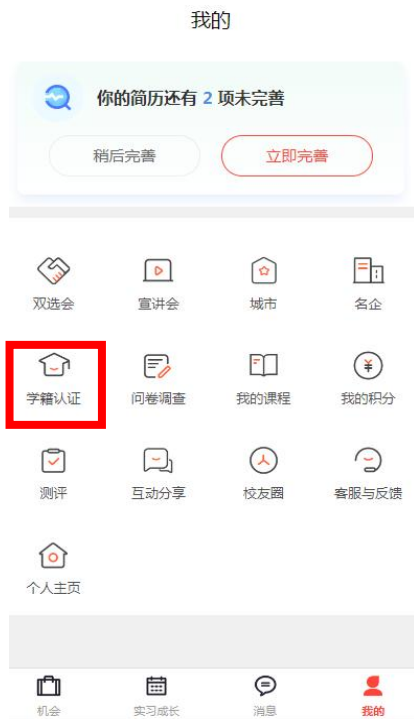 我的
你的简历还有 2 项未完善
稍后完善 立即完善
双选会 宣讲会 城市 名企
学籍认证 问卷调查 我的课程 我的积分
测评 互动分享 校友圈 客服与反馈
个人主页
机会 实习成长 消息 我的